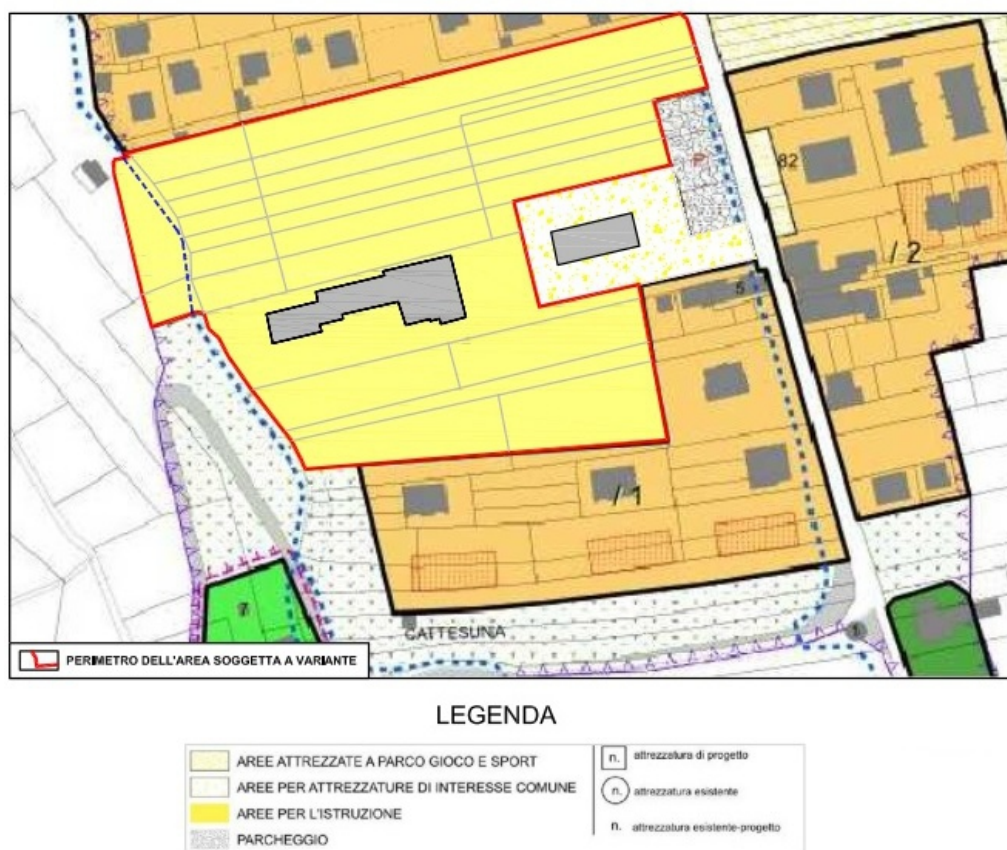 P
82
/ 2
5
/ 1
7
CATTESUNA
PERIMETRO DELL'AREA SOGGETTA A VARIANTE
LEGENDA
AREE ATTREZZATE A PARCO GIOCO E SPORT
AREE PER ATTREZZATURE DI INTERESSE COMUNE
AREE PER L'ISTRUZIONE
PARCHEGGIO
n. attrezzatura di progetto
n. attrezzatura esistente
n. attrezzatura esistente-progetto